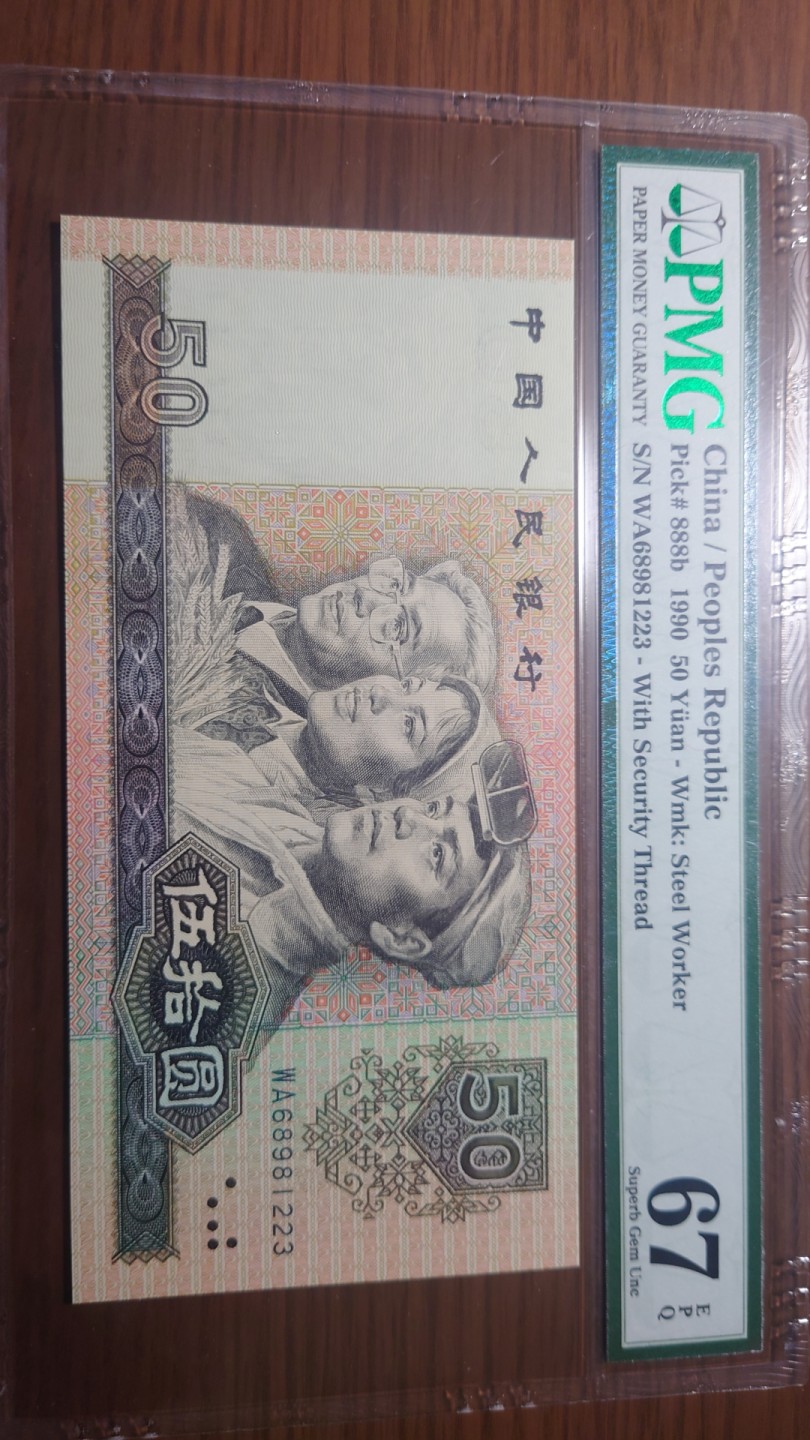 PMG
PAPER MONEY GUARANTY
China / Peoples Republic
Pick# 888b 1990 50 Yüan - Wmk: Steel Worker
S/N WA68981223 - With Security Thread
67
EPQ
Superb Gem Unc
中国人民银行
50
WA68981223
50
伍拾圆